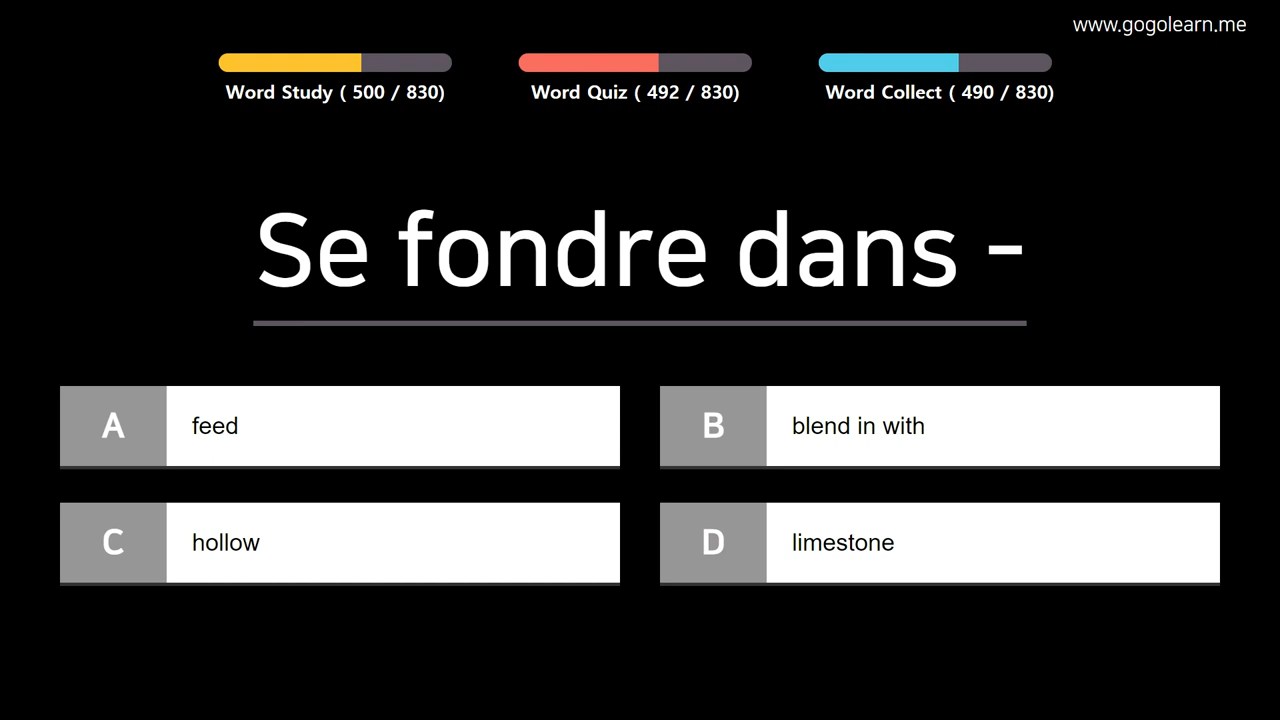 www.gogolearn.me
Word Study ( 500 / 830)
Word Quiz ( 492 / 830)
Word Collect ( 490 / 830)
Se fondre dans -
A feed
B blend in with
C hollow
D limestone